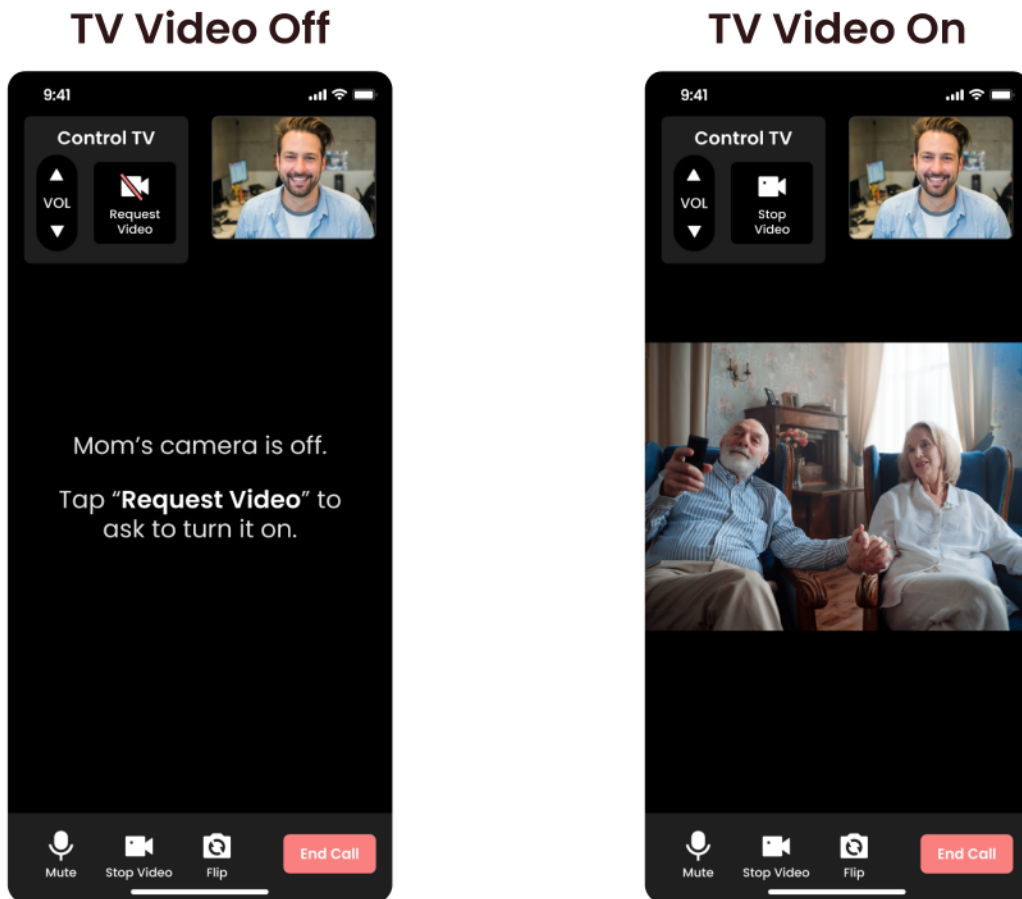 TV Video Off
9:41
Control TV
VOL
Request
Video
Mom's camera is off.
Tap “Request Video” to
ask to turn it on.
Mute
Stop Video
Flip
End Call
TV Video On
9:41
Control TV
VOL
Stop
Video
Mute
Stop Video
Flip
End Call